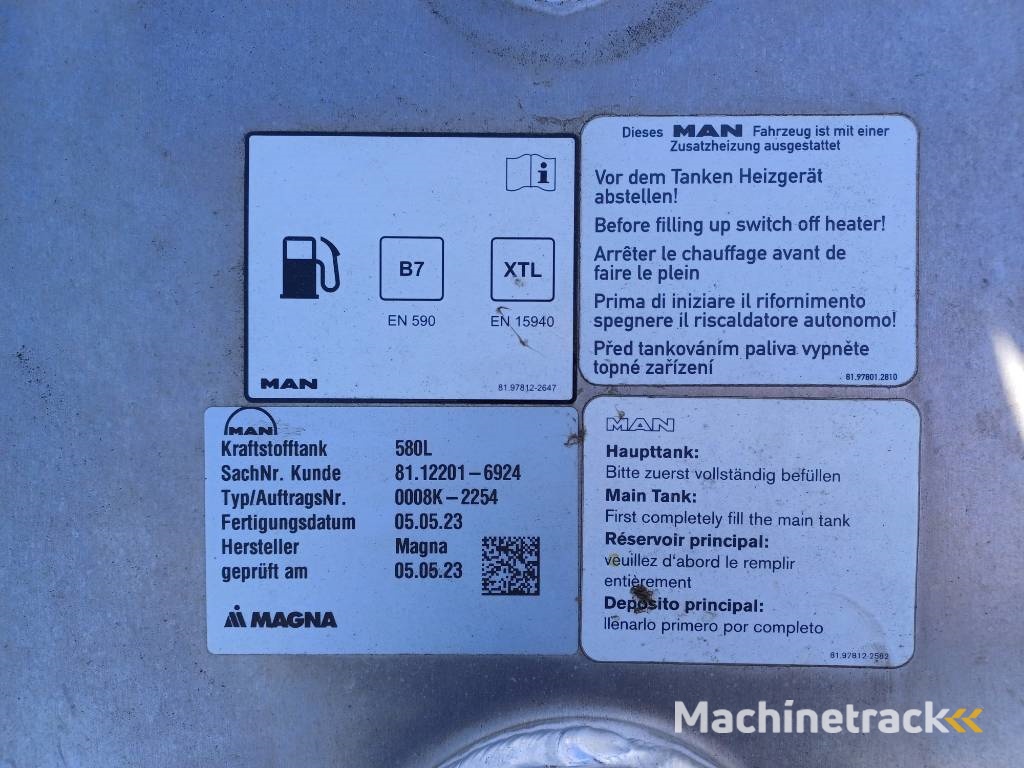 i
B7
XTL
EN 590
EN 15940
MAN
81.97812-2647
Dieses MAN Fahrzeug ist mit einer
Zusatzheizung ausgestattet
Vor dem Tanken Heizgerät
abstellen!
Before filling up switch off heater!
Arrêter le chauffage avant de
faire le plein
Prima di iniziare il rifornimento
spegnere il riscaldatore autonomo!
Před tankováním paliva vypněte
topné zařízení
81.97801.2810
MAN
Kraftstofftank 580L
SachNr. Kunde 81.12201-6924
Typ/AuftragsNr. 0008K-2254
Fertigungsdatum 05.05.23
Hersteller Magna
geprüft am 05.05.23
MAGNA
MAN
Haupttank:
Bitte zuerst vollständig befüllen
Main Tank:
First completely fill the main tank
Réservoir principal:
veuillez d'abord le remplir
entièrement
Deposito principal:
llenarlo primero por completo
81.97812-2562
Machinetrack